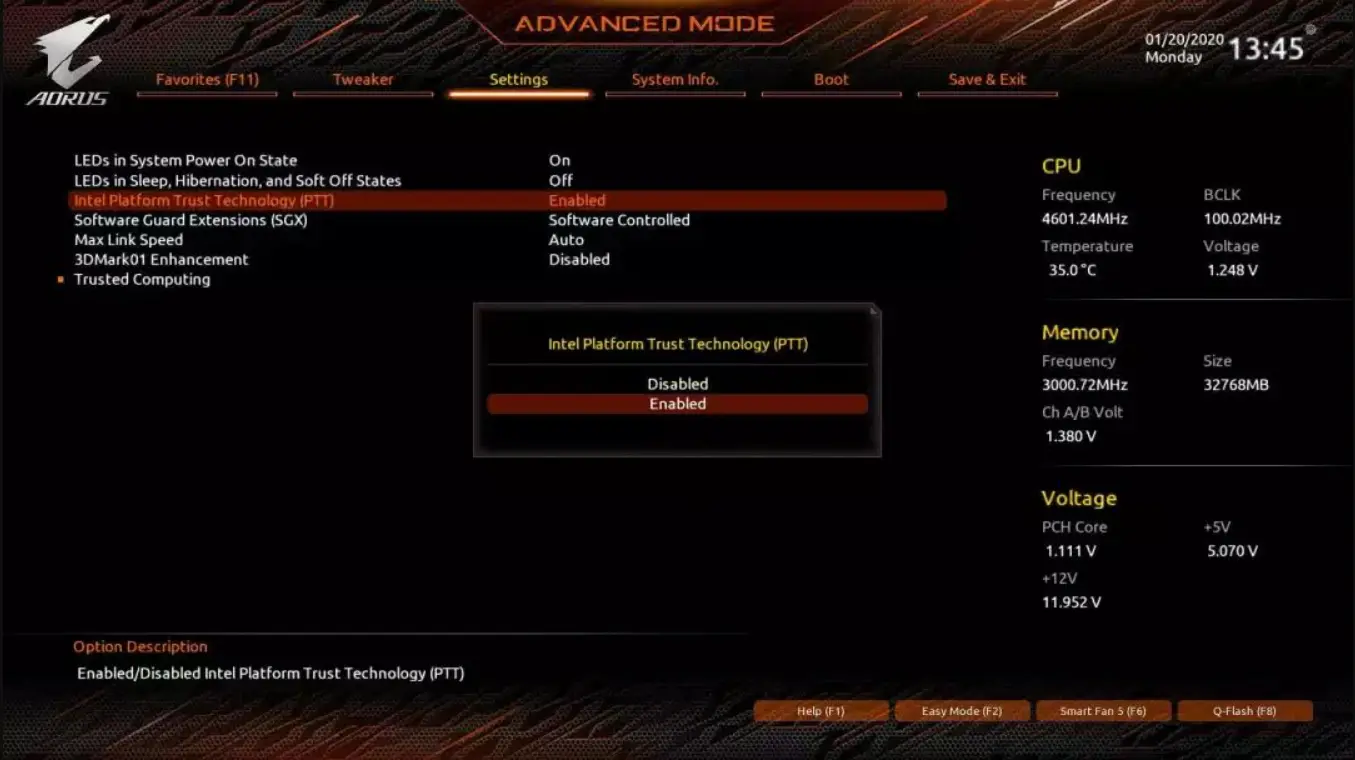 ADVANCED MODE
01/20/2020 13:45
Monday
AORUS
Favorites (F11) Tweaker Settings System Info. Boot Save & Exit
LEDs in System Power On State On
LEDs in Sleep, Hibernation, and Soft Off States Off
Intel Platform Trust Technology (PTT) Enabled
Software Guard Extensions (SGX) Software Controlled
Max Link Speed Auto
3DMark01 Enhancement Disabled
Trusted Computing
Intel Platform Trust Technology (PTT)
Disabled
Enabled
CPU
Frequency BCLK
4601.24MHz 100.02MHz
Temperature Voltage
35.0 °C 1.248 V
Memory
Frequency Size
3000.72MHz 32768MB
Ch A/B Volt
1.380 V
Voltage
PCH Core +5V
1.111 V 5.070 V
+12V
11.952 V
Option Description
Enabled/Disabled Intel Platform Trust Technology (PTT)
Help (F1) Easy Mode (F2) Smart Fan 5 (F6) Q-Flash (F8)